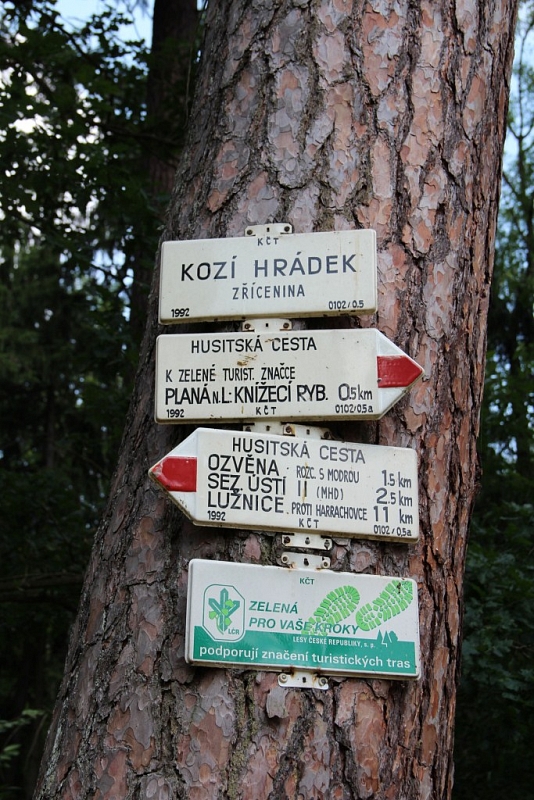 KČT
KOZÍ HRÁDEK
ZŘÍCENINA
1992 0102/0.5
HUSITSKÁ CESTA
K ZELENÉ TURIST. ZNAČCE
PLANÁ n.L.-KNÍŽECÍ RYB. 0.5 km
1992 KČT 0102/0.5a
HUSITSKÁ CESTA
OZVĚNA - ROZC. S MODROU 1.5 km
SEZ. ÚSTÍ II (MHD) 2.5 km
LUŽNICE - PROTI HARRACHOVCE 11 km
1992 KČT 0102/0.5a
KČT
LČR
ZELENÁ
PRO VAŠE KROKY
LESY ČESKÉ REPUBLIKY, s. p.
podporují značení turistických tras